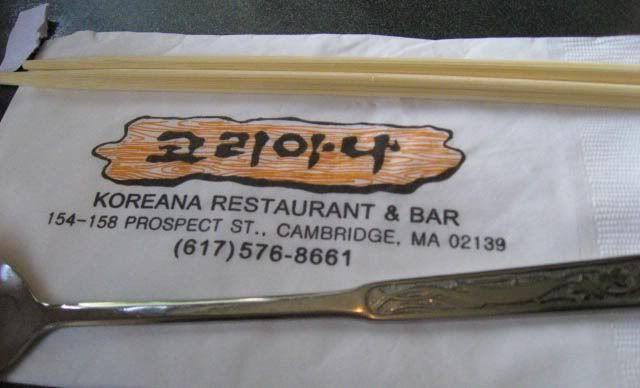 코리아나
KOREANA RESTAURANT & BAR
154-158 PROSPECT ST., CAMBRIDGE, MA 02139
(617)576-8661